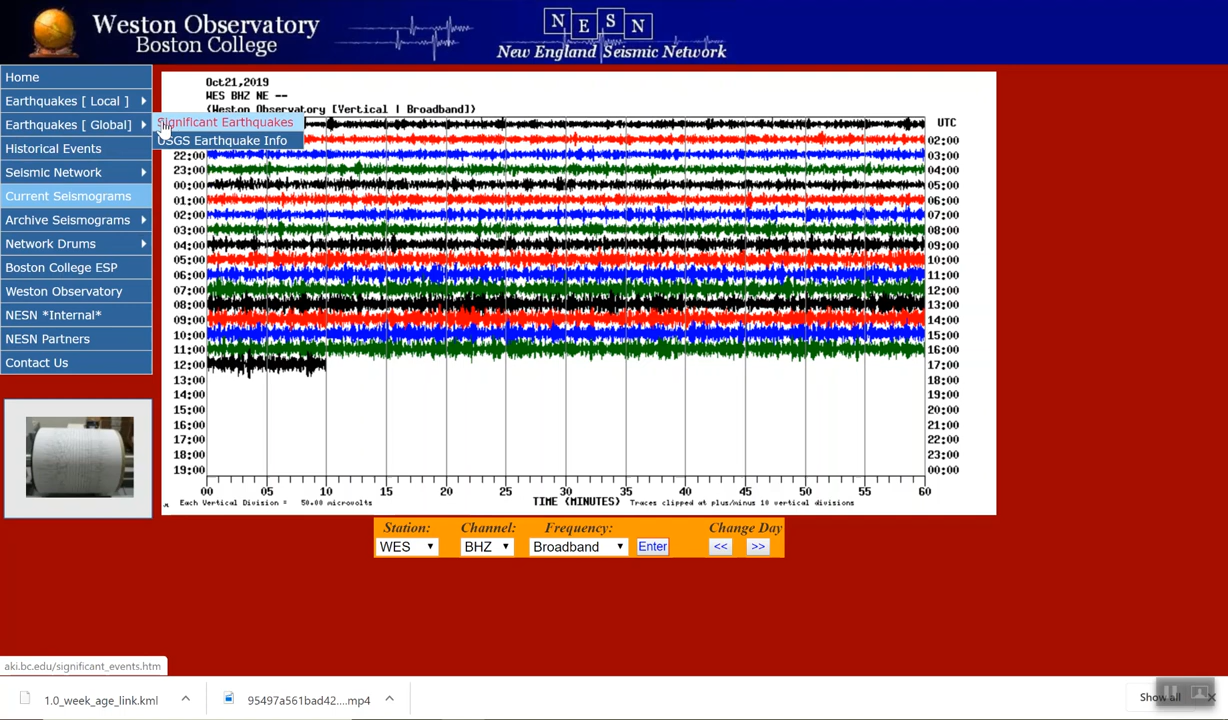 Weston Observatory
Boston College
NESN
New England Seismic Network
Home
Earthquakes [ Local ]
Earthquakes [ Global]
Historical Events
Seismic Network
Current Seismograms
Archive Seismograms
Network Drums
Boston College ESP
Weston Observatory
NESN *Internal*
NESN Partners
Contact Us
Significant Earthquakes
USGS Earthquake Info
Oct21,2019
WES BHZ NE --
(Weston Observatory [Vertical | Broadband])
UTC
02:00
22:00 03:00
23:00 04:00
00:00 05:00
01:00 06:00
02:00 07:00
03:00 08:00
04:00 09:00
05:00 10:00
06:00 11:00
07:00 12:00
08:00 13:00
09:00 14:00
10:00 15:00
11:00 16:00
12:00 17:00
13:00 18:00
14:00 19:00
15:00 20:00
16:00 21:00
17:00 22:00
18:00 23:00
19:00 00:00
00 05 10 15 20 25 30 35 40 45 50 55 60
Each Vertical Division = 50.00 microvolts TIME (MINUTES) Traces clipped at plus/minus 10 vertical divisions
Station: Channel: Frequency: Change Day
WES BHZ Broadband Enter << >>
aki.bc.edu/significant_events.htm
1.0_week_age_link.kml 95497a561bad42....mp4 Show all